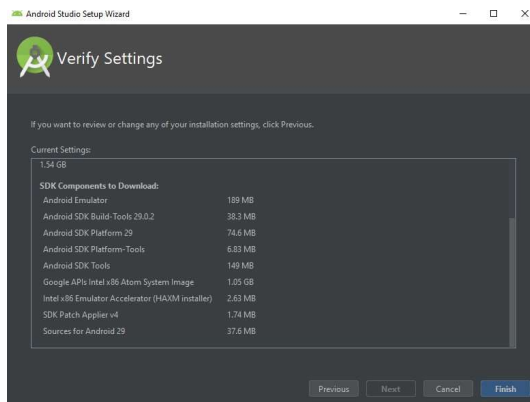 Android Studio Setup Wizard
Verify Settings
If you want to review or change any of your installation settings, click Previous.
Current Settings:
1.54 GB
SDK Components to Download:
Android Emulator 189 MB
Android SDK Build-Tools 29.0.2 38.3 MB
Android SDK Platform 29 74.6 MB
Android SDK Platform-Tools 6.83 MB
Android SDK Tools 149 MB
Google APIs Intel x86 Atom System Image 1.05 GB
Intel x86 Emulator Accelerator (HAXM installer) 2.63 MB
SDK Patch Applier v4 1.74 MB
Sources for Android 29 37.6 MB
Previous Next Cancel Finish